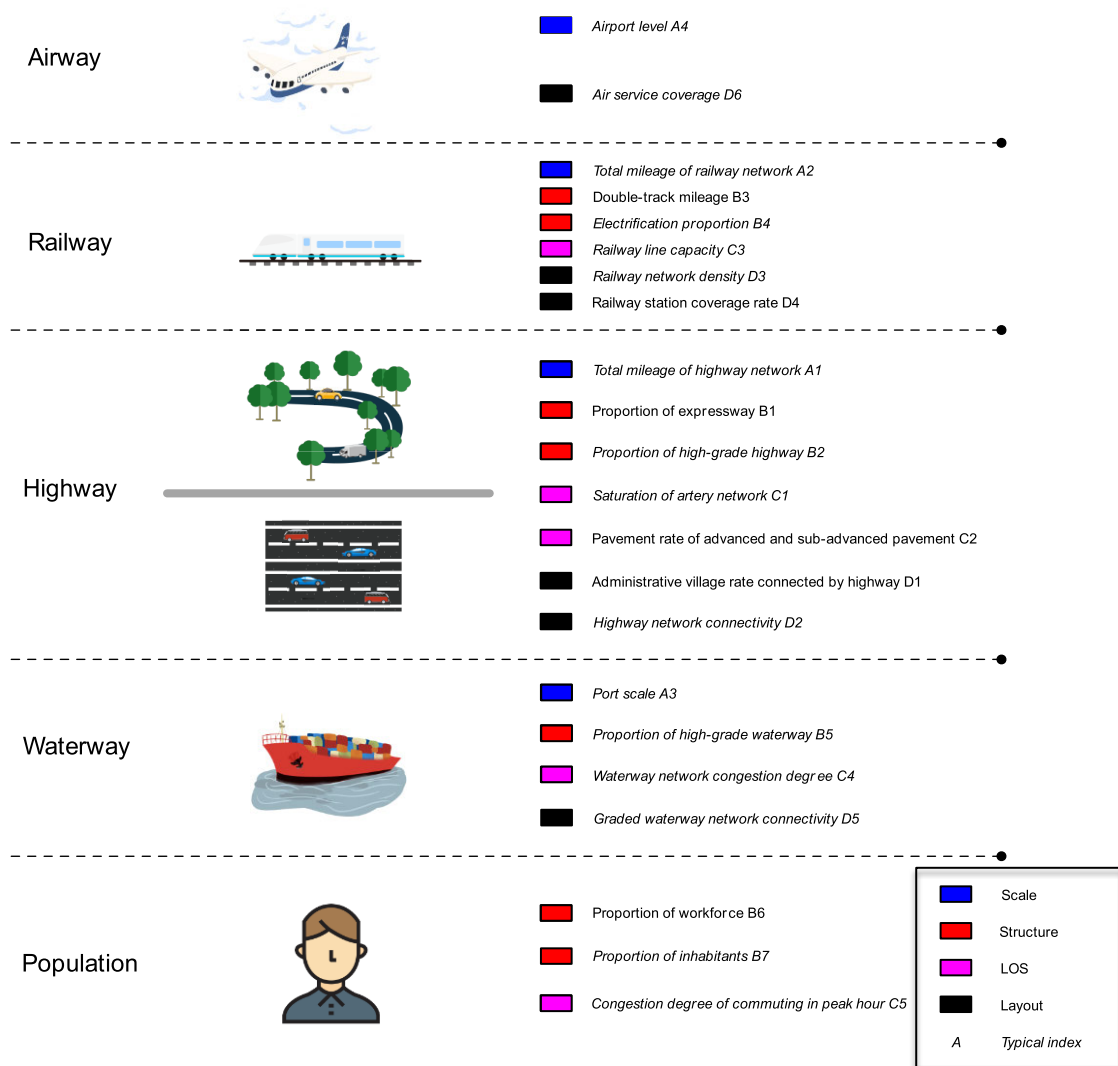 Airway
Airport level A4
Air service coverage D6
Railway
Total mileage of railway network A2
Double-track mileage B3
Electrification proportion B4
Railway line capacity C3
Railway network density D3
Railway station coverage rate D4
Highway
Total mileage of highway network A1
Proportion of expressway B1
Proportion of high-grade highway B2
Saturation of artery network C1
Pavement rate of advanced and sub-advanced pavement C2
Administrative village rate connected by highway D1
Highway network connectivity D2
Waterway
Port scale A3
Proportion of high-grade waterway B5
Waterway network congestion degree C4
Graded waterway network connectivity D5
Population
Proportion of workforce B6
Proportion of inhabitants B7
Congestion degree of commuting in peak hour C5
Scale
Structure
LOS
Layout
A Typical index